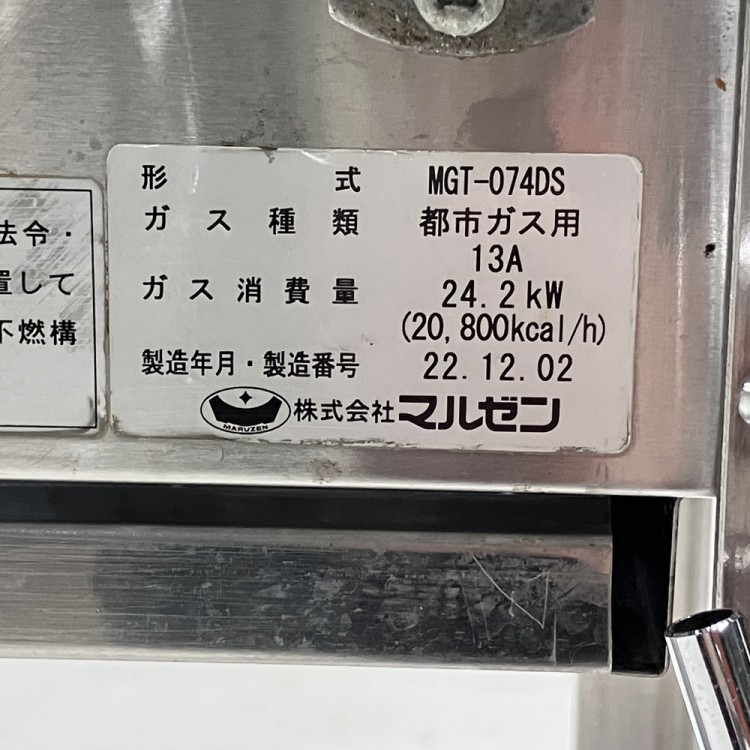 法令・
置して
不燃構
形式 MGT-074DS
ガス種類 都市ガス用
13A
ガス消費量 24.2kW
(20,800kcal/h)
製造年月・製造番号 22.12.02
MARUZEN 株式会社マルゼン